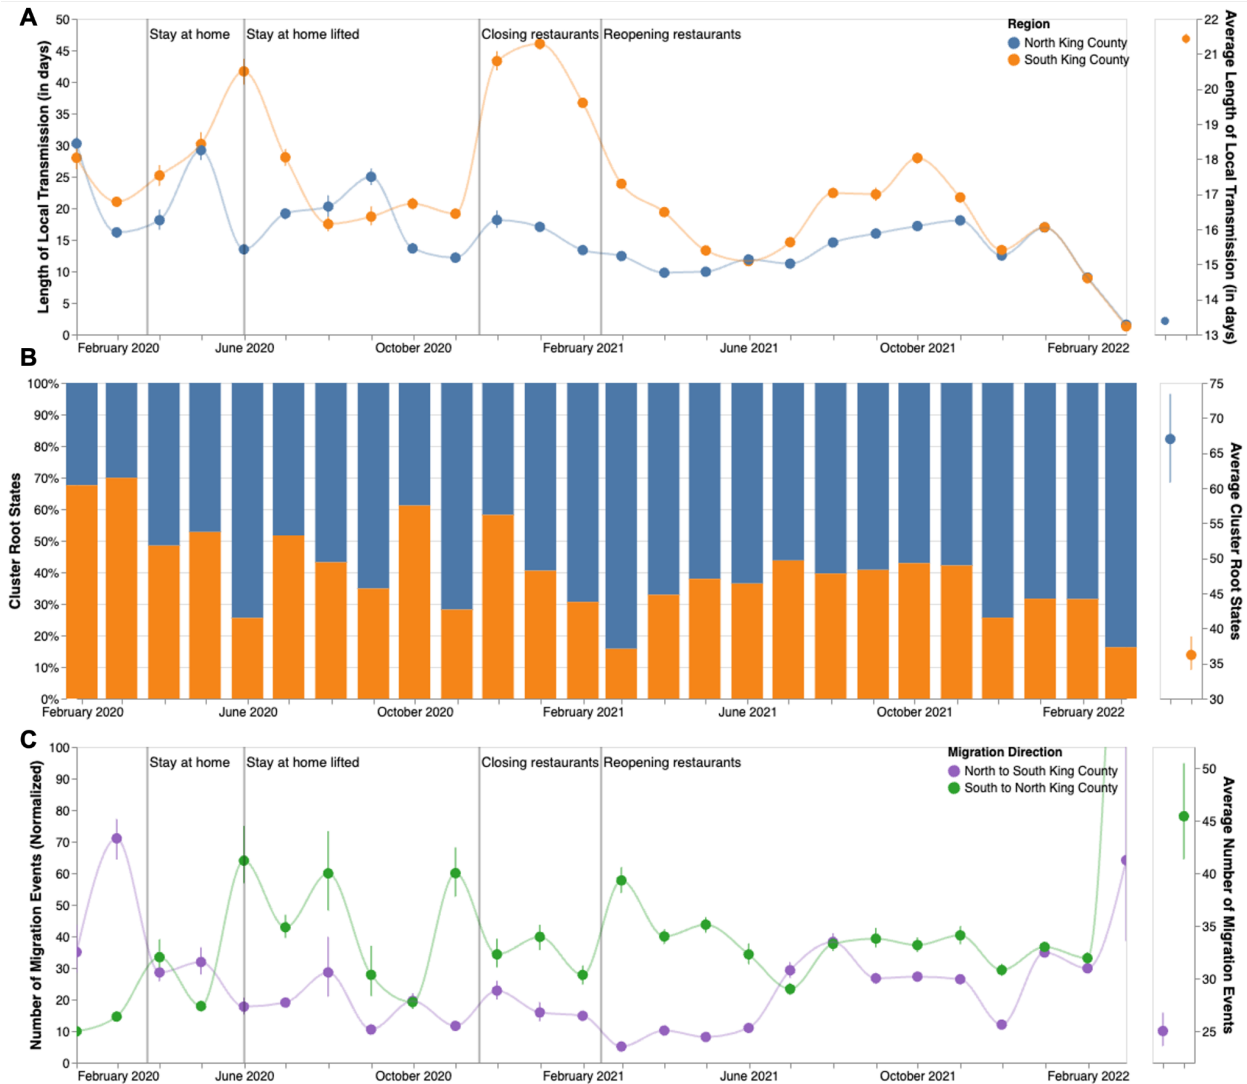 A
Length of Local Transmission (in days)
50
45
40
35
30
25
20
15
10
5
0
Stay at home
Stay at home lifted
Closing restaurants
Reopening restaurants
Region
North King County
South King County
February 2020
June 2020
October 2020
February 2021
June 2021
October 2021
February 2022
22
21
20
19
18
17
16
15
14
13
Average Length of Local Transmission (in days)
B
Cluster Root States
100%
90%
80%
70%
60%
50%
40%
30%
20%
10%
0%
February 2020
June 2020
October 2020
February 2021
June 2021
October 2021
February 2022
75
70
65
60
55
50
45
40
35
30
Average Cluster Root States
C
Number of Migration Events (Normalized)
100
90
80
70
60
50
40
30
20
10
0
Stay at home
Stay at home lifted
Closing restaurants
Reopening restaurants
Migration Direction
North to South King County
South to North King County
February 2020
June 2020
October 2020
February 2021
June 2021
October 2021
February 2022
50
45
40
35
30
25
Average Number of Migration Events